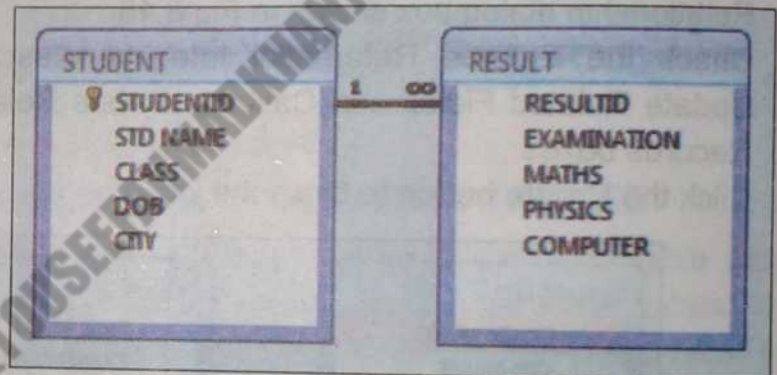 STUDENT
STUDENTID
STD NAME
CLASS
DOB
CITY
1 ∞
RESULT
RESULTID
EXAMINATION
MATHS
PHYSICS
COMPUTER